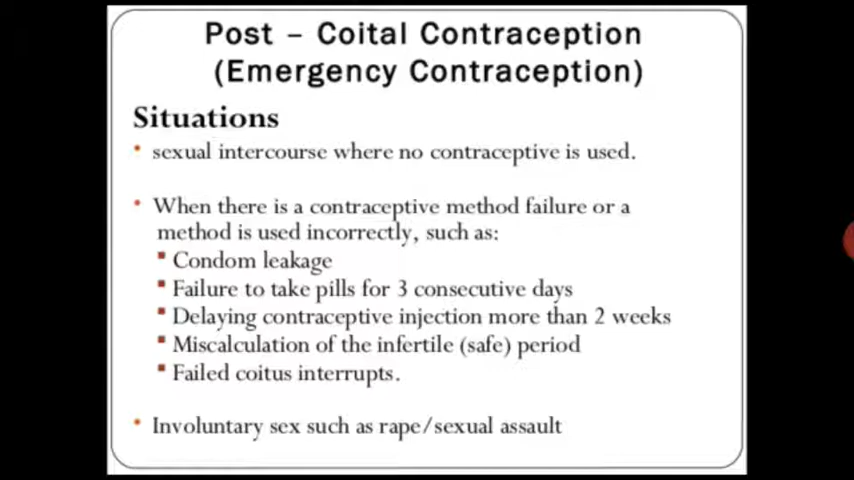 Post – Coital Contraception
(Emergency Contraception)
Situations
• sexual intercourse where no contraceptive is used.
• When there is a contraceptive method failure or a
method is used incorrectly, such as:
▪ Condom leakage
▪ Failure to take pills for 3 consecutive days
▪ Delaying contraceptive injection more than 2 weeks
▪ Miscalculation of the infertile (safe) period
▪ Failed coitus interrupts.
• Involuntary sex such as rape/sexual assault